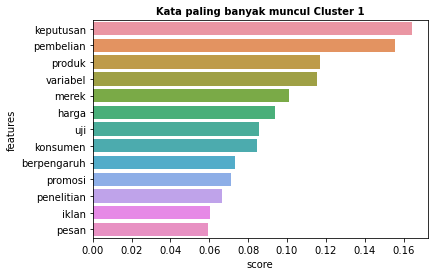 Kata paling banyak muncul Cluster 1
features
keputusan
pembelian
produk
variabel
merek
harga
uji
konsumen
berpengaruh
promosi
penelitian
iklan
pesan
0.00 0.02 0.04 0.06 0.08 0.10 0.12 0.14 0.16
score